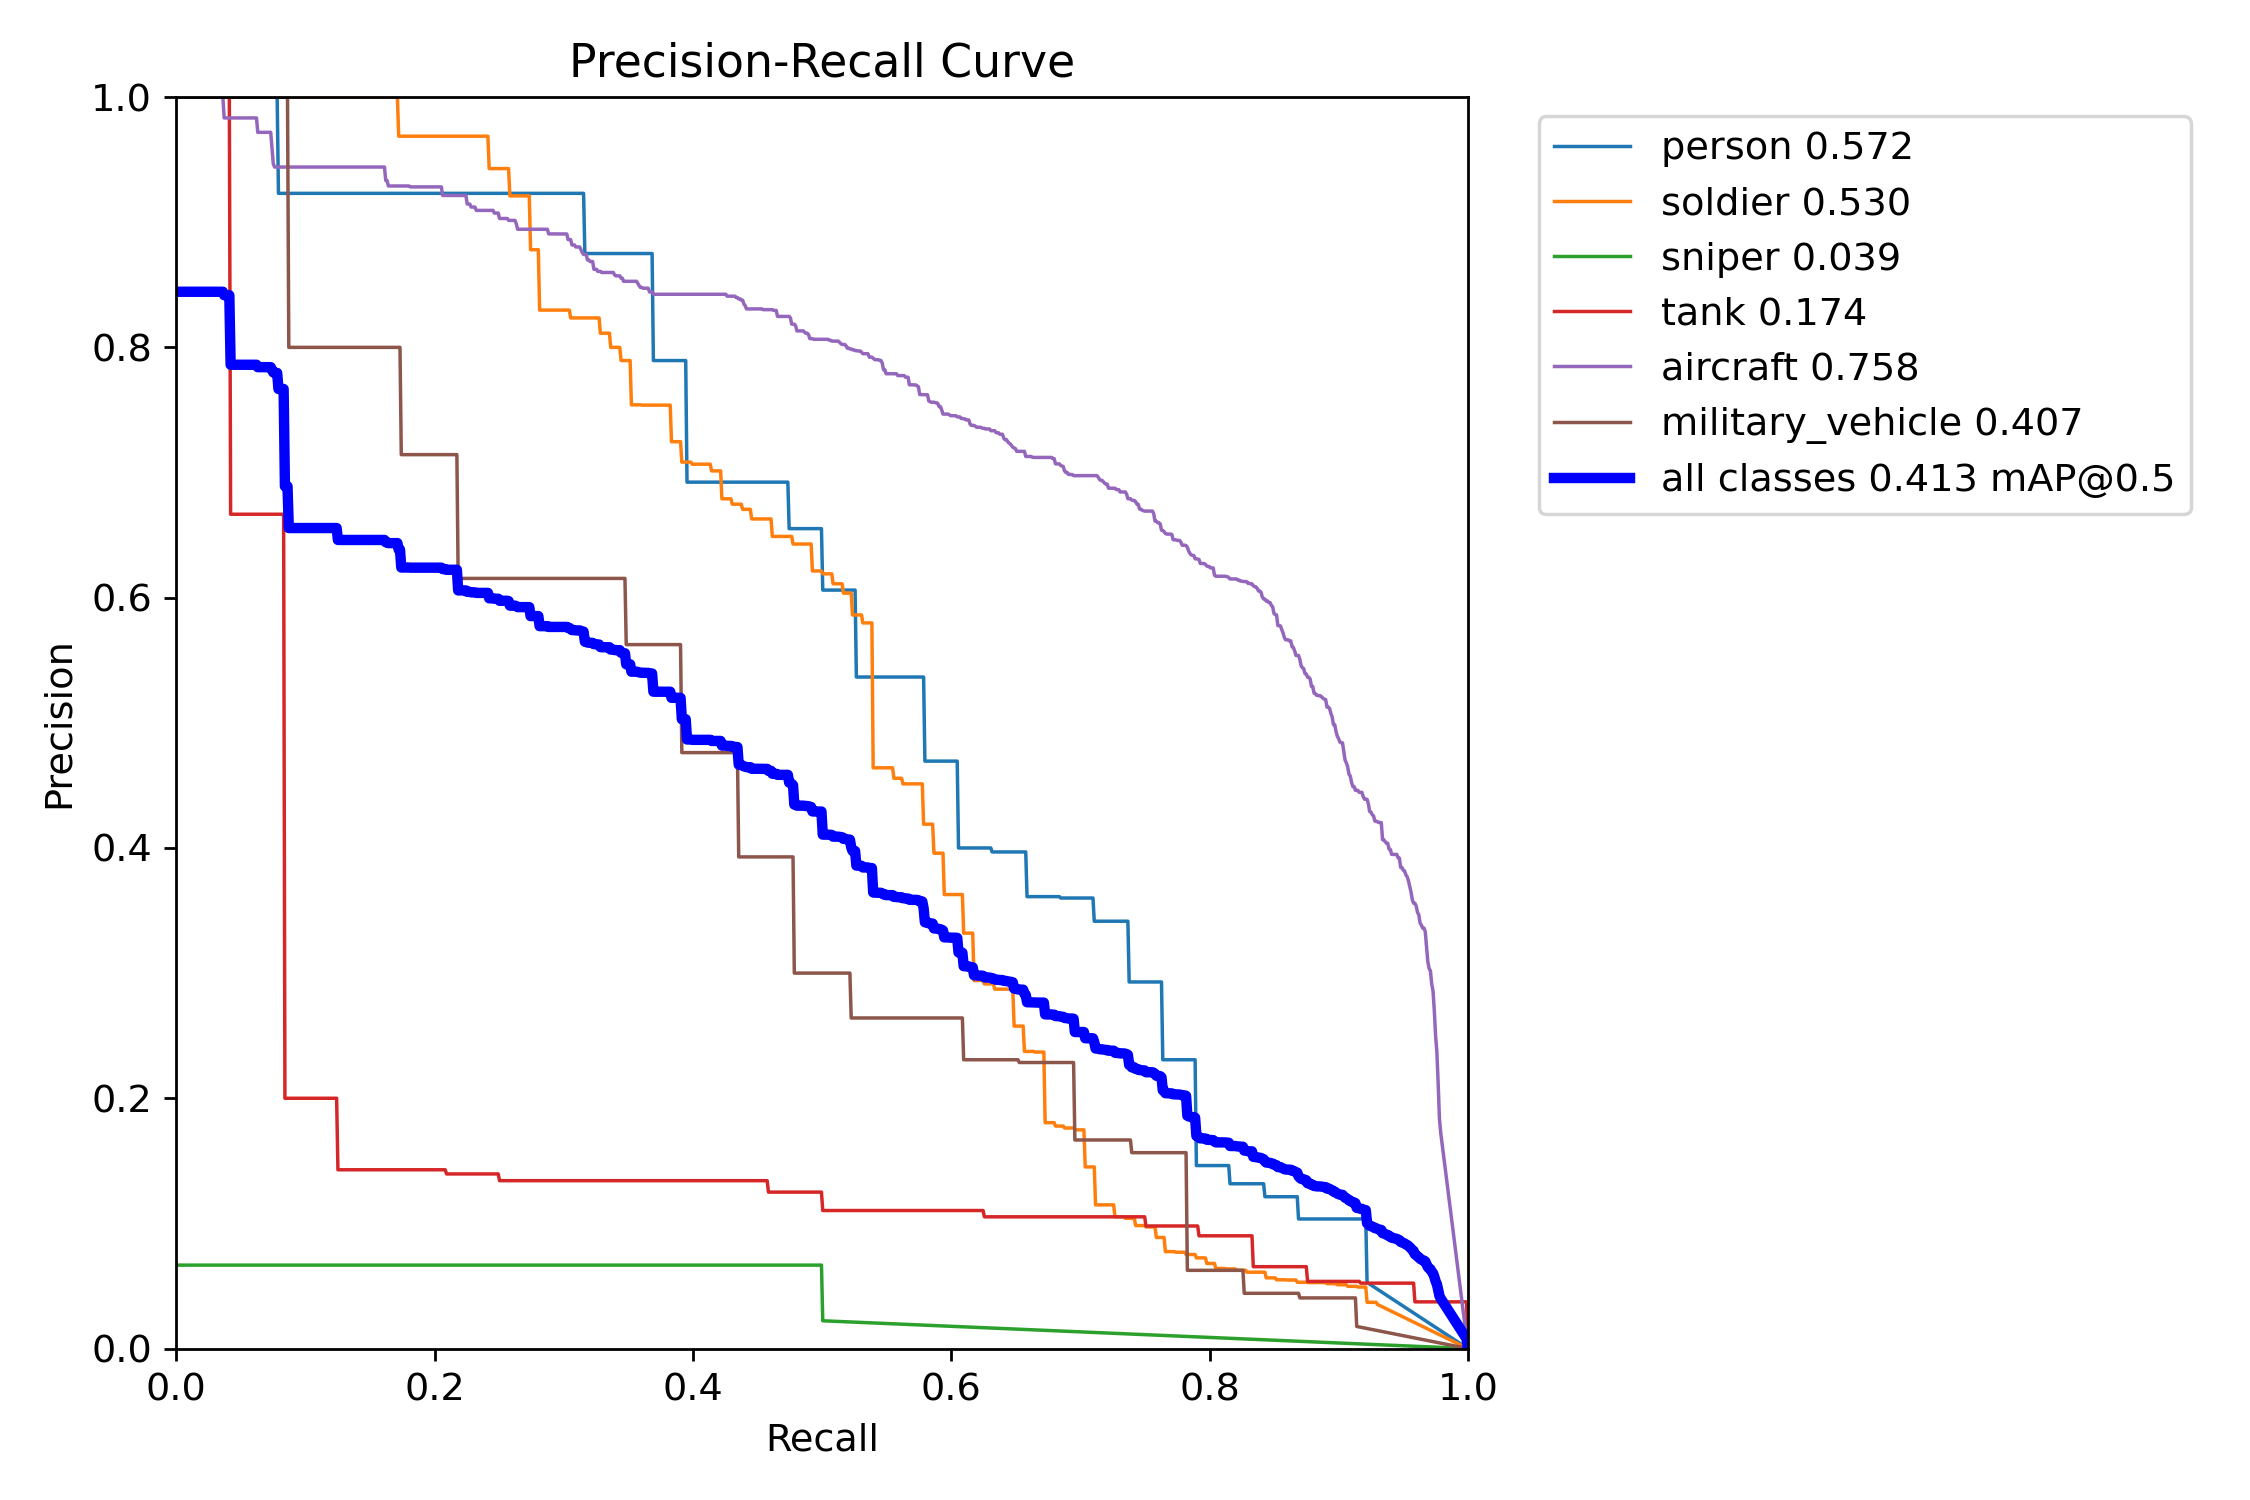 Precision-Recall Curve
1.0
0.8
0.6
0.4
0.2
0.0
Precision
0.0 0.2 0.4 0.6 0.8 1.0
Recall
person 0.572
soldier 0.530
sniper 0.039
tank 0.174
aircraft 0.758
military_vehicle 0.407
all classes 0.413 mAP@0.5